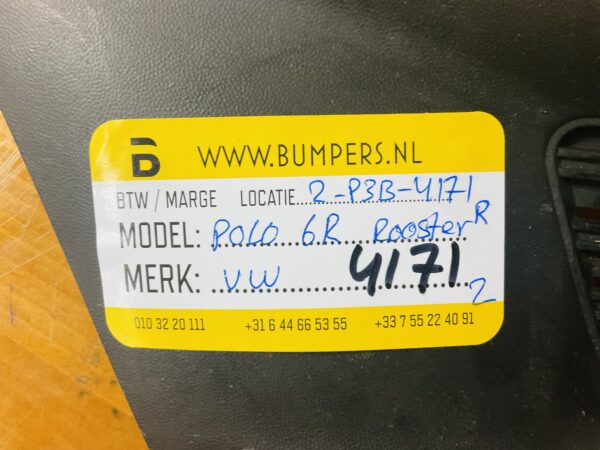 B WWW.BUMPERS.NL
BTW / MARGE LOCATIE 2-P3B-4171
MODEL: POLO 6R Rooster R
MERK: VW 4171 2
010 32 20 111 +31 6 44 66 53 55 +33 7 55 22 40 91